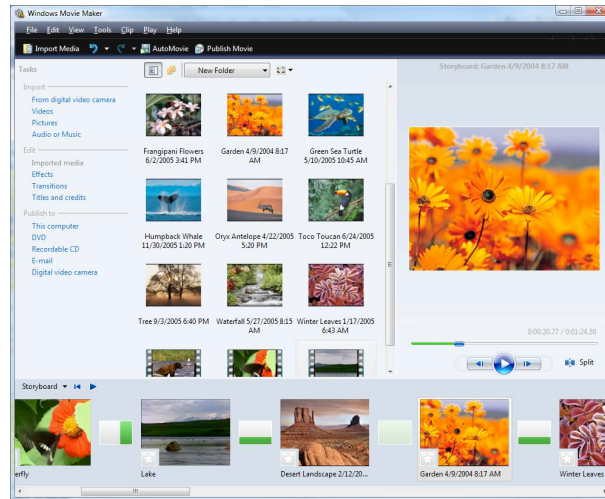 Windows Movie Maker
File Edit View Tools Clip Play Help
Import Media AutoMovie Publish Movie
Tasks
New Folder
Storyboard: Garden 4/9/2004 8:17 AM
Import
From digital video camera
Videos
Pictures
Audio or Music
Edit
Imported media
Effects
Transitions
Titles and credits
Publish to
This computer
DVD
Recordable CD
E-mail
Digital video camera
Frangipani Flowers
6/2/2005 3:41 PM
Garden 4/9/2004 8:17
AM
Green Sea Turtle
5/10/2005 10:45 AM
Humpback Whale
11/30/2005 1:20 PM
Oryx Antelope 4/22/2005
5:20 PM
Toco Toucan 6/24/2005
12:22 PM
Tree 9/3/2005 6:40 PM
Waterfall 5/27/2005 8:15
AM
Winter Leaves 1/17/2005
6:43 AM
0:00:20.77 / 0:01:24.50
Split
Storyboard
erfly
Lake
Desert Landscape 2/12/20...
Garden 4/9/2004 8:17 AM
Winter Leaves